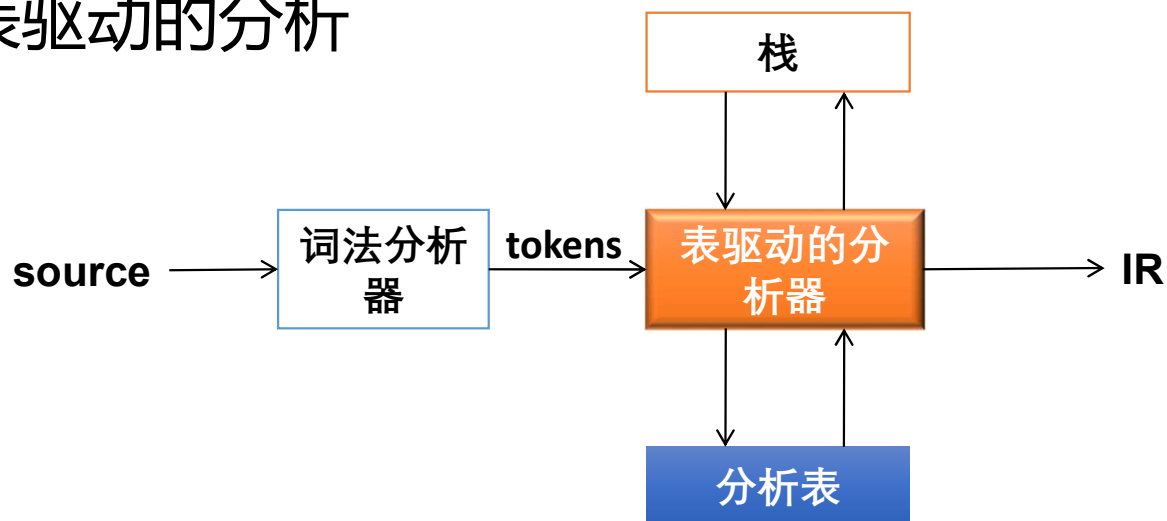 表驱动的分析
栈
source
词法分析
器
tokens
表驱动的分
析器
IR
分析表